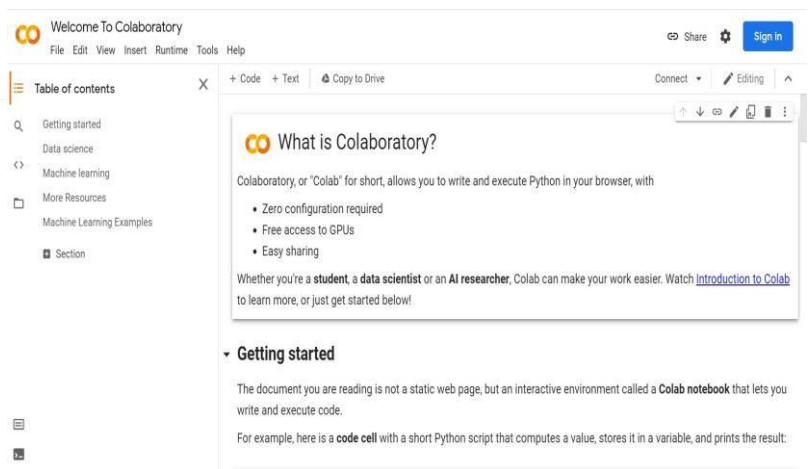 Welcome To Colaboratory
File Edit View Insert Runtime Tools Help
Share
Sign in
Table of contents
Getting started
Data science
Machine learning
More Resources
Machine Learning Examples
Section
+ Code + Text Copy to Drive
Connect
Editing
What is Colaboratory?
Colaboratory, or "Colab" for short, allows you to write and execute Python in your browser, with
• Zero configuration required
• Free access to GPUs
• Easy sharing
Whether you're a student, a data scientist or an AI researcher, Colab can make your work easier. Watch Introduction to Colab
to learn more, or just get started below!
Getting started
The document you are reading is not a static web page, but an interactive environment called a Colab notebook that lets you
write and execute code.
For example, here is a code cell with a short Python script that computes a value, stores it in a variable, and prints the result: